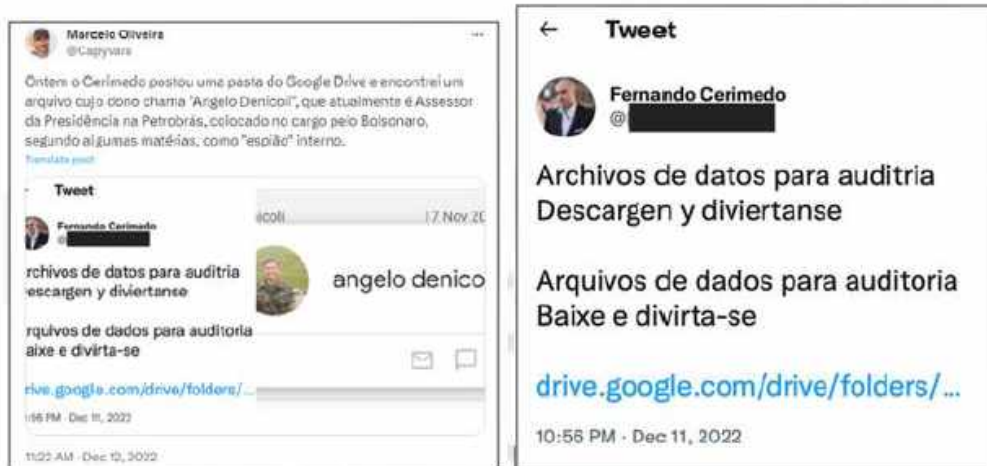 Marcelo Oliveira
@Capyvara
Ontem o Cerimedo postou uma pasta do Google Drive e encontrei um
arquivo cujo dono chama "Angelo Denicoli", que atualmente é Assessor
da Presidência na Petrobrás, colocado no cargo pelo Bolsonaro,
segundo algumas matérias, como "espião" interno.
Translate post
Tweet
Fernando Cerimedo
@
rchivos de datos para auditria
escargen y diviertanse
rquivos de dados para auditoria
aixe e divirta-se
rive.google.com/drive/folders/...
:56 PM · Dec 11, 2022
icoli
17 Nov 20
angelo denico
11:22 AM · Dec 12, 2022
← Tweet
Fernando Cerimedo
@
Archivos de datos para auditria
Descargen y diviertanse
Arquivos de dados para auditoria
Baixe e divirta-se
drive.google.com/drive/folders/...
10:56 PM · Dec 11, 2022